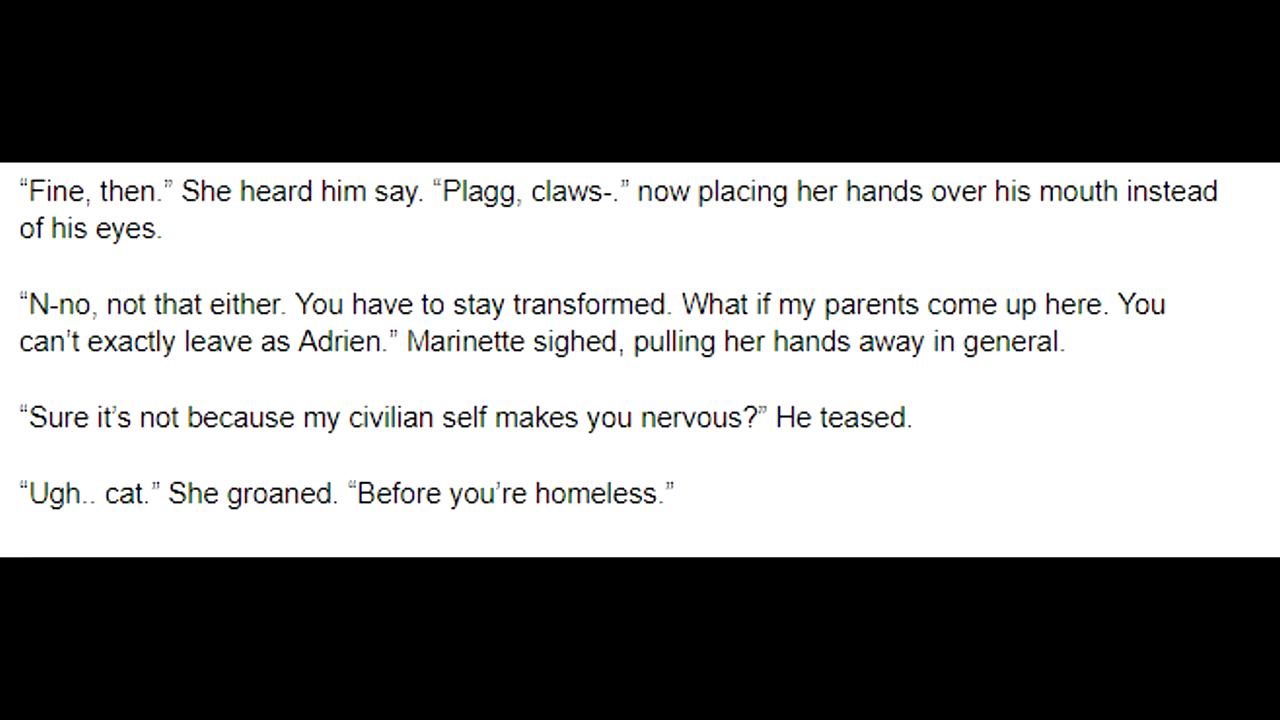 “Fine, then.” She heard him say. “Plagg, claws-.” now placing her hands over his mouth instead
of his eyes.
“N-no, not that either. You have to stay transformed. What if my parents come up here. You
can’t exactly leave as Adrien.” Marinette sighed, pulling her hands away in general.
“Sure it’s not because my civilian self makes you nervous?” He teased.
“Ugh.. cat.” She groaned. “Before you’re homeless.”